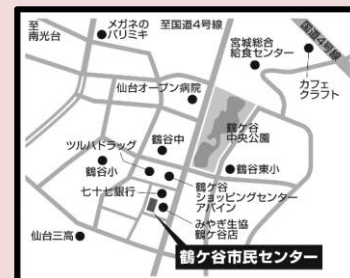 至
南光台
メガネの
パリミキ
至国道4号線
国道4号線
宮城総合
給食センター
カフェ
クラフト
仙台オープン病院
鶴ケ谷
中央公園
ツルハドラッグ
鶴谷中
鶴谷小
鶴谷東小
七十七銀行
鶴ケ谷
ショッピングセンター
アバイン
みやぎ生協
鶴ケ谷店
仙台三高
鶴ケ谷市民センター